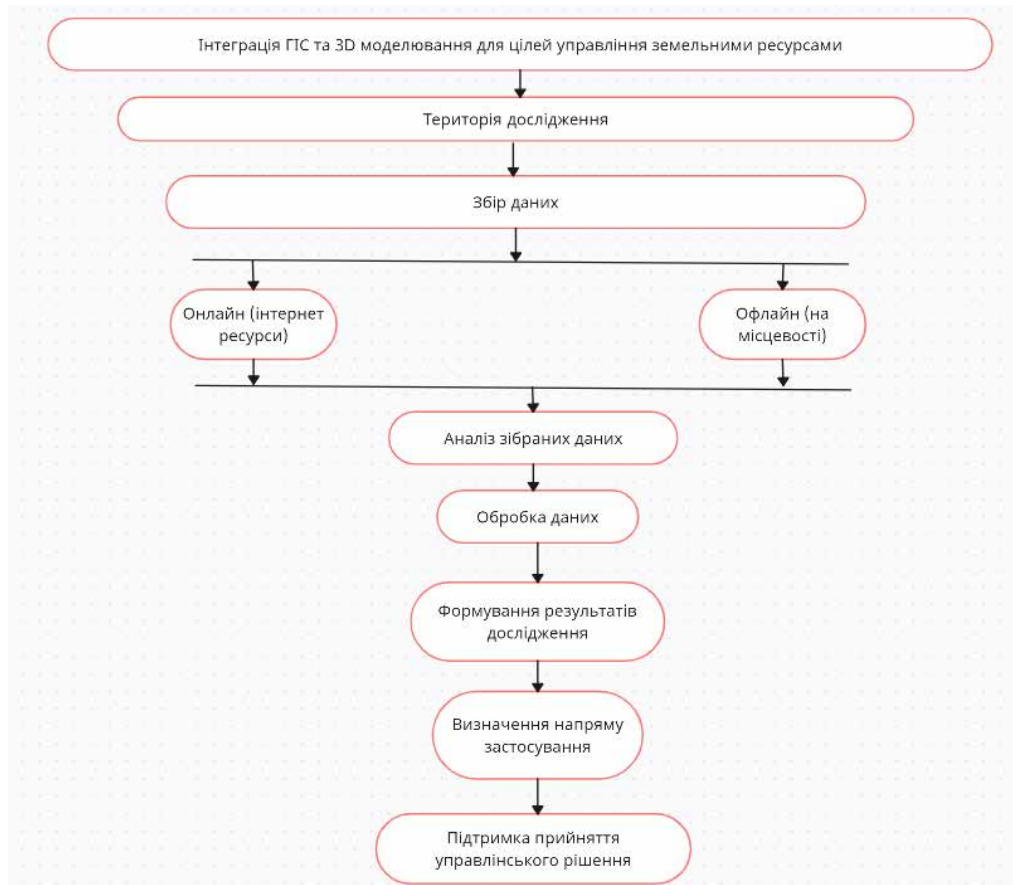 Інтеграція ГІС та 3D моделювання для цілей управління земельними ресурсами
Територія дослідження
Збір даних
Онлайн (інтернет
ресурси)
Офлайн (на
місцевості)
Аналіз зібраних даних
Обробка даних
Формування результатів
дослідження
Визначення напряму
застосування
Підтримка прийняття
управлінського рішення